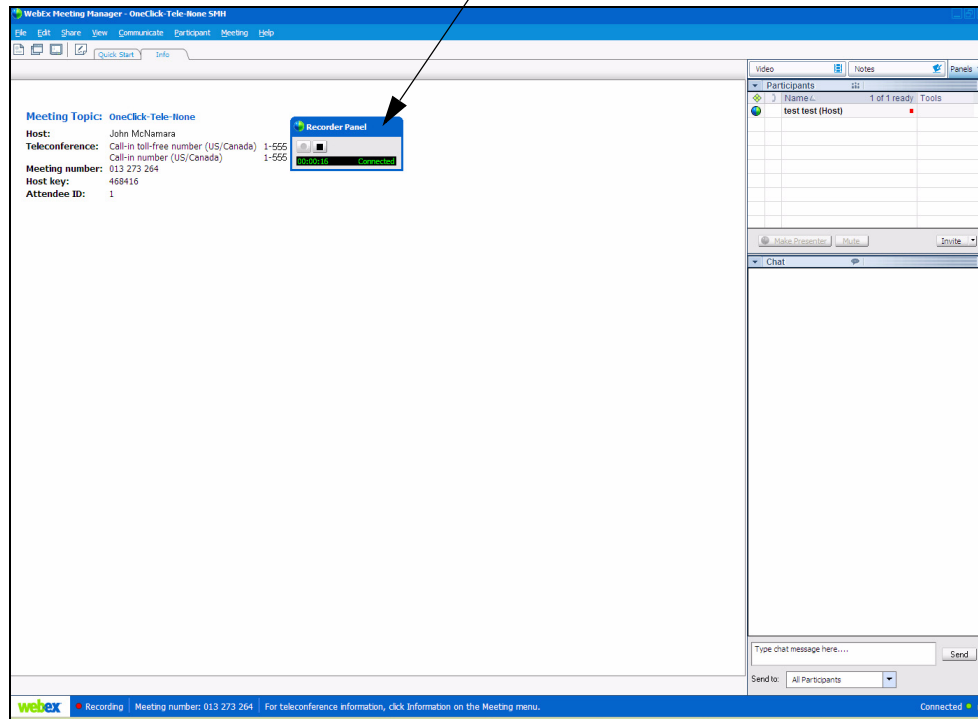 WebEx Meeting Manager - OneClick-Tele-None SMH
File Edit Share View Communicate Participant Meeting Help
Quick Start Info
Video Notes Panels
Participants
Name 1 of 1 ready Tools
test test (Host)
Make Presenter Mute Invite
Chat
Meeting Topic: OneClick-Tele-None
Host: John McNamara
Teleconference: Call-in toll-free number (US/Canada) 1-555
Call-in number (US/Canada) 1-555
Meeting number: 013 273 264
Host key: 468416
Attendee ID: 1
Recorder Panel
00:00:16 Connected
Type chat message here....
Send
Send to: All Participants
webex Recording Meeting number: 013 273 264 For teleconference information, click Information on the Meeting menu. Connected